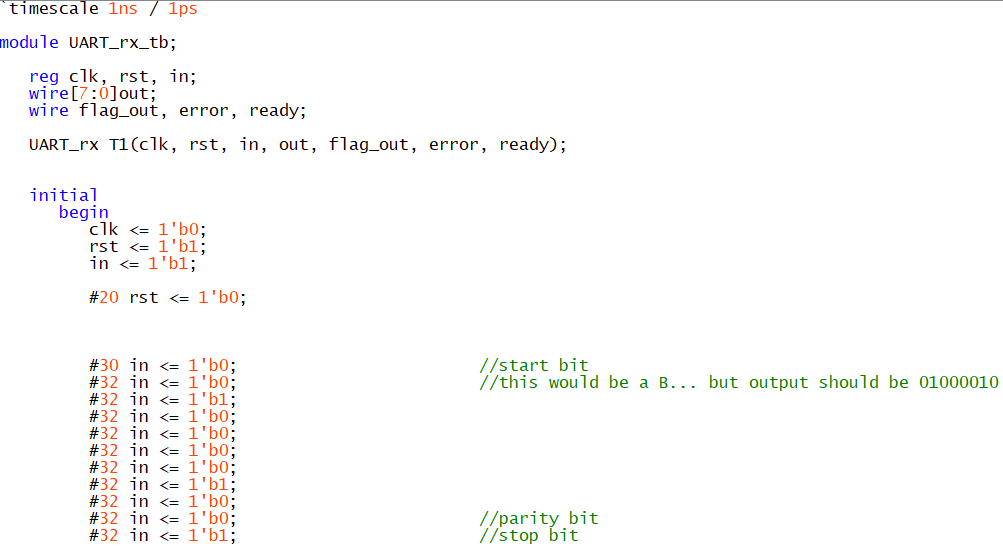 `timescale 1ns / 1ps
module UART_rx_tb;
reg clk, rst, in;
wire[7:0]out;
wire flag_out, error, ready;
UART_rx T1(clk, rst, in, out, flag_out, error, ready);
initial
begin
clk <= 1'b0;
rst <= 1'b1;
in <= 1'b1;
#20 rst <= 1'b0;
#30 in <= 1'b0; //start bit
#32 in <= 1'b0; //this would be a B... but output should be 01000010
#32 in <= 1'b1;
#32 in <= 1'b0;
#32 in <= 1'b0;
#32 in <= 1'b0;
#32 in <= 1'b0;
#32 in <= 1'b1;
#32 in <= 1'b0;
#32 in <= 1'b0; //parity bit
#32 in <= 1'b1; //stop bit